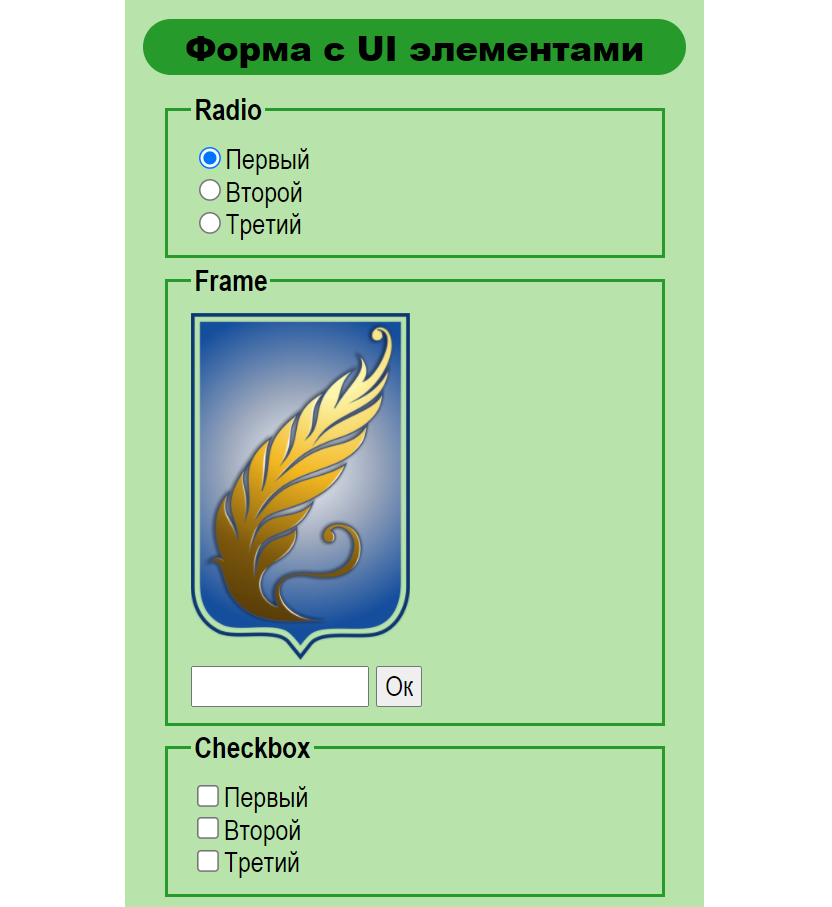 Форма с UI элементами
Radio
Первый
Второй
Третий
Frame
Ок
Checkbox
Первый
Второй
Третий